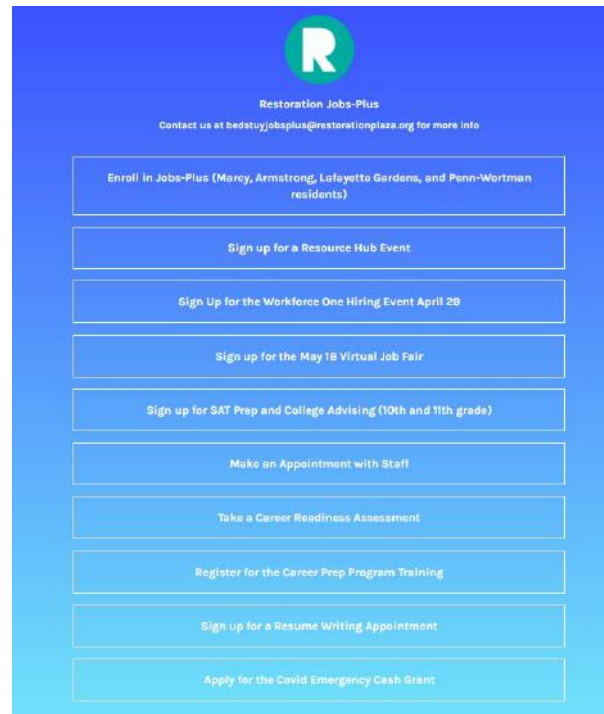 R
Restoration Jobs-Plus
Contact us at bedstuyjobsplus@restorationplaza.org for more info
Enroll in Jobs-Plus (Marcy, Armstrong, Lafayette Gardens, and Penn-Wortman
residents)
Sign up for a Resource Hub Event
Sign Up for the Workforce One Hiring Event April 29
Sign up for the May 18 Virtual Job Fair
Sign up for SAT Prep and College Advising (10th and 11th grade)
Make an Appointment with Staff
Take a Career Readiness Assessment
Register for the Career Prep Program Training
Sign up for a Resume Writing Appointment
Apply for the Covid Emergency Cash Grant